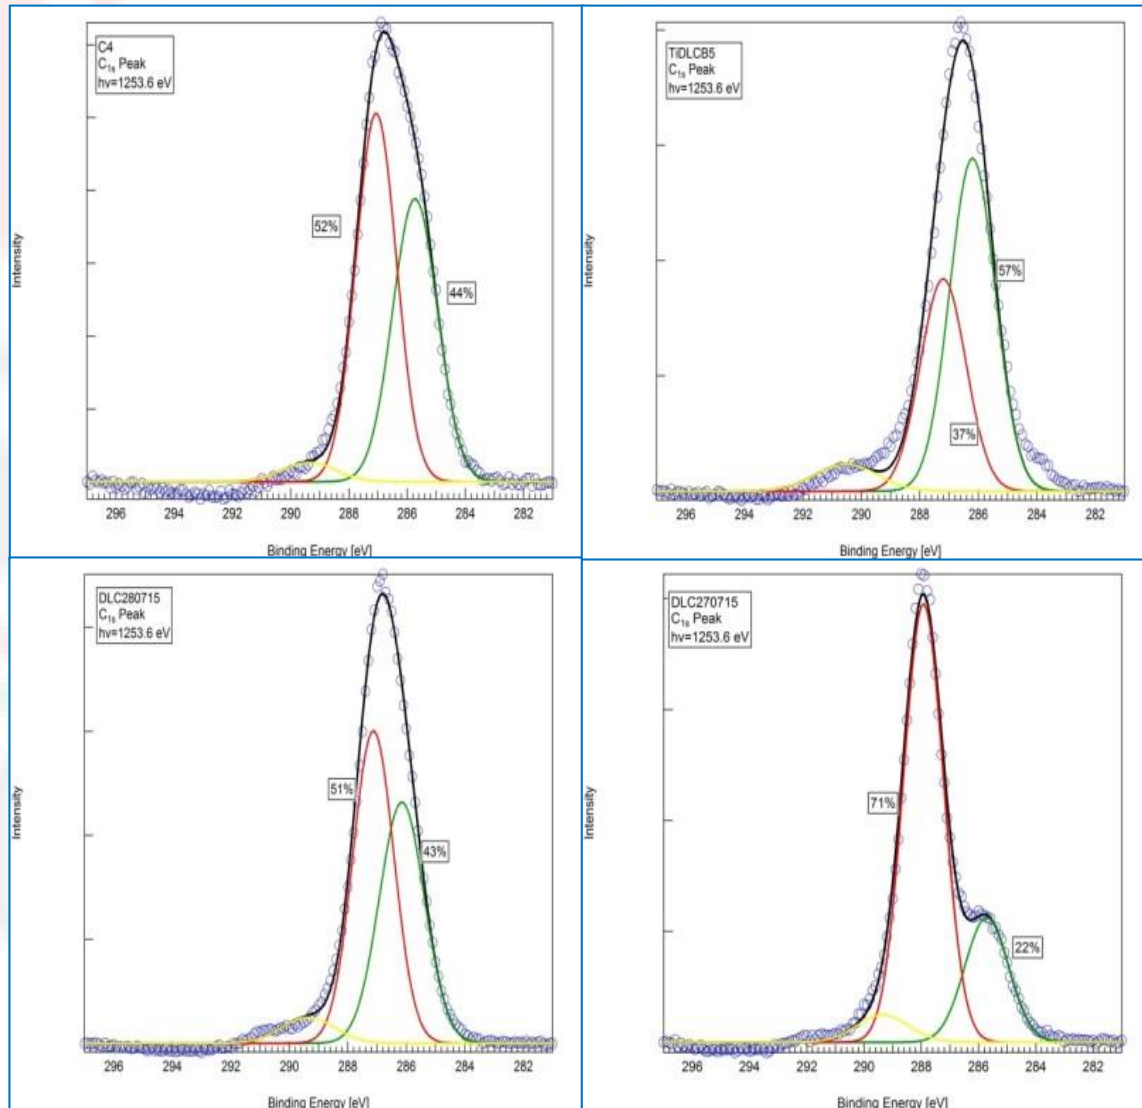 C4
C1s Peak
hv=1253.6 eV
52%
44%
Intensity
296 294 292 290 288 286 284 282
Binding Energy [eV]
TiDLCB5
C1s Peak
hv=1253.6 eV
57%
37%
Intensity
296 294 292 290 288 286 284 282
Binding Energy [eV]
DLC280715
C1s Peak
hv=1253.6 eV
51%
43%
Intensity
296 294 292 290 288 286 284 282
Binding Energy [eV]
DLC270715
C1s Peak
hv=1253.6 eV
71%
22%
Intensity
296 294 292 290 288 286 284 282
Binding Energy [eV]